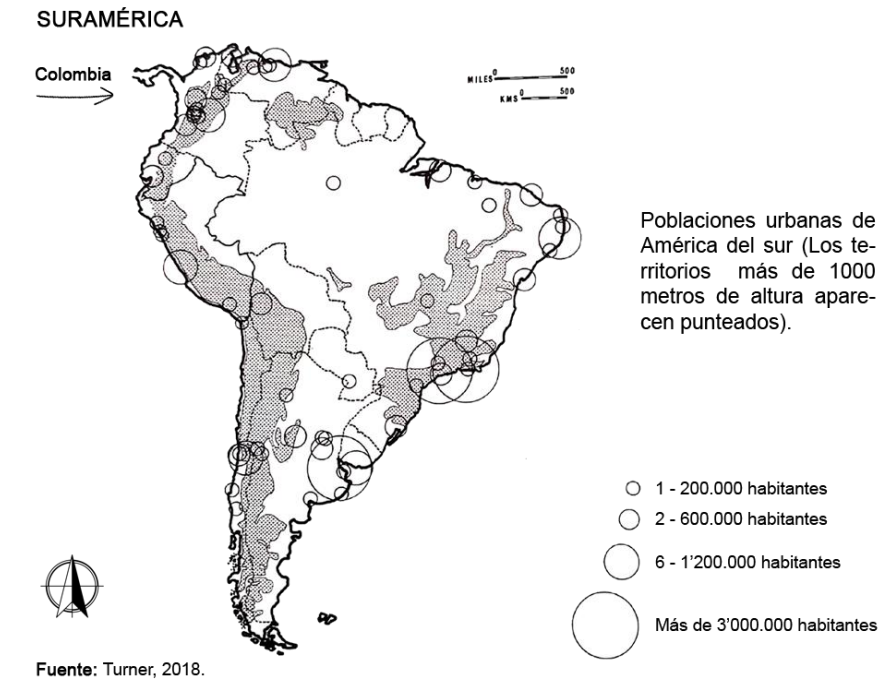 SURAMÉRICA
Colombia
MILES 0 500
KMS 0 500
Poblaciones urbanas de
América del sur (Los te-
rritorios más de 1000
metros de altura apare-
cen punteados).
1 - 200.000 habitantes
2 - 600.000 habitantes
6 - 1’200.000 habitantes
Más de 3’000.000 habitantes
Fuente: Turner, 2018.